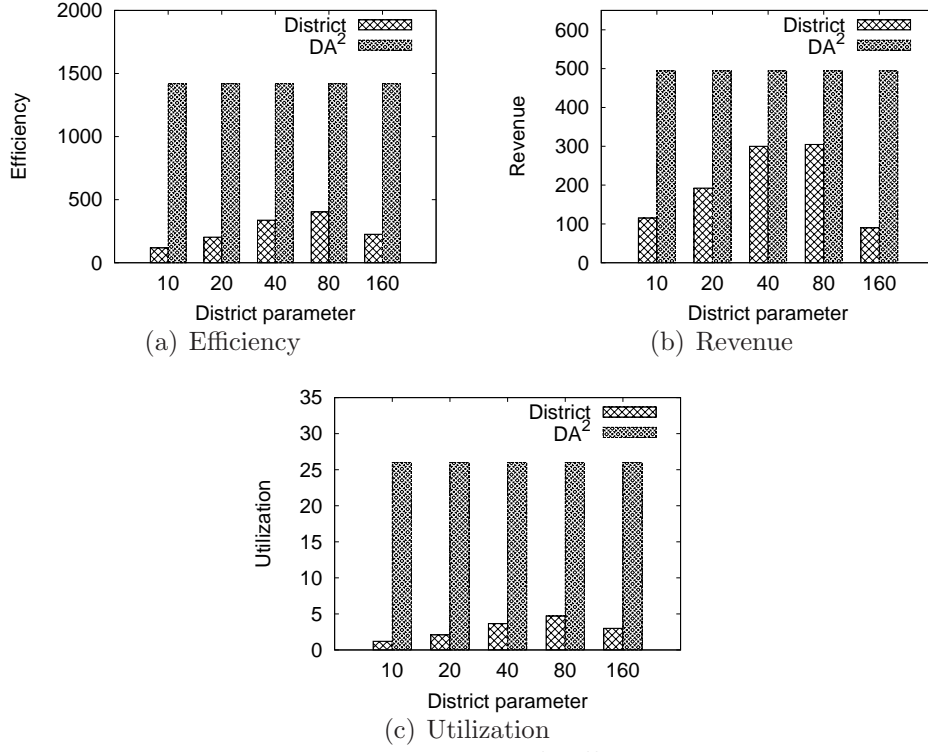 2000
1500
1000
500
0
Efficiency
District
DA²
10 20 40 80 160
District parameter
(a) Efficiency
600
500
400
300
200
100
0
Revenue
District
DA²
10 20 40 80 160
District parameter
(b) Revenue
35
30
25
20
15
10
5
0
Utilization
District
DA²
10 20 40 80 160
District parameter
(c) Utilization